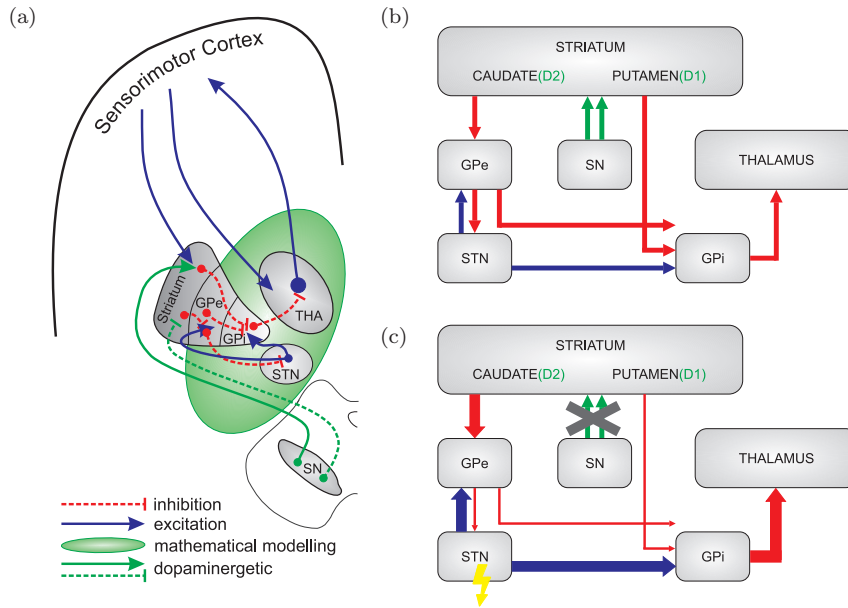 (a)
Sensorimotor Cortex
Striatum
GPe
GPi
THA
STN
SN
inhibition
excitation
mathematical modelling
dopaminergetic
(b)
STRIATUM
CAUDATE(D2) PUTAMEN(D1)
GPe
SN
THALAMUS
STN
GPi
(c)
STRIATUM
CAUDATE(D2) PUTAMEN(D1)
GPe
SN
THALAMUS
STN
GPi